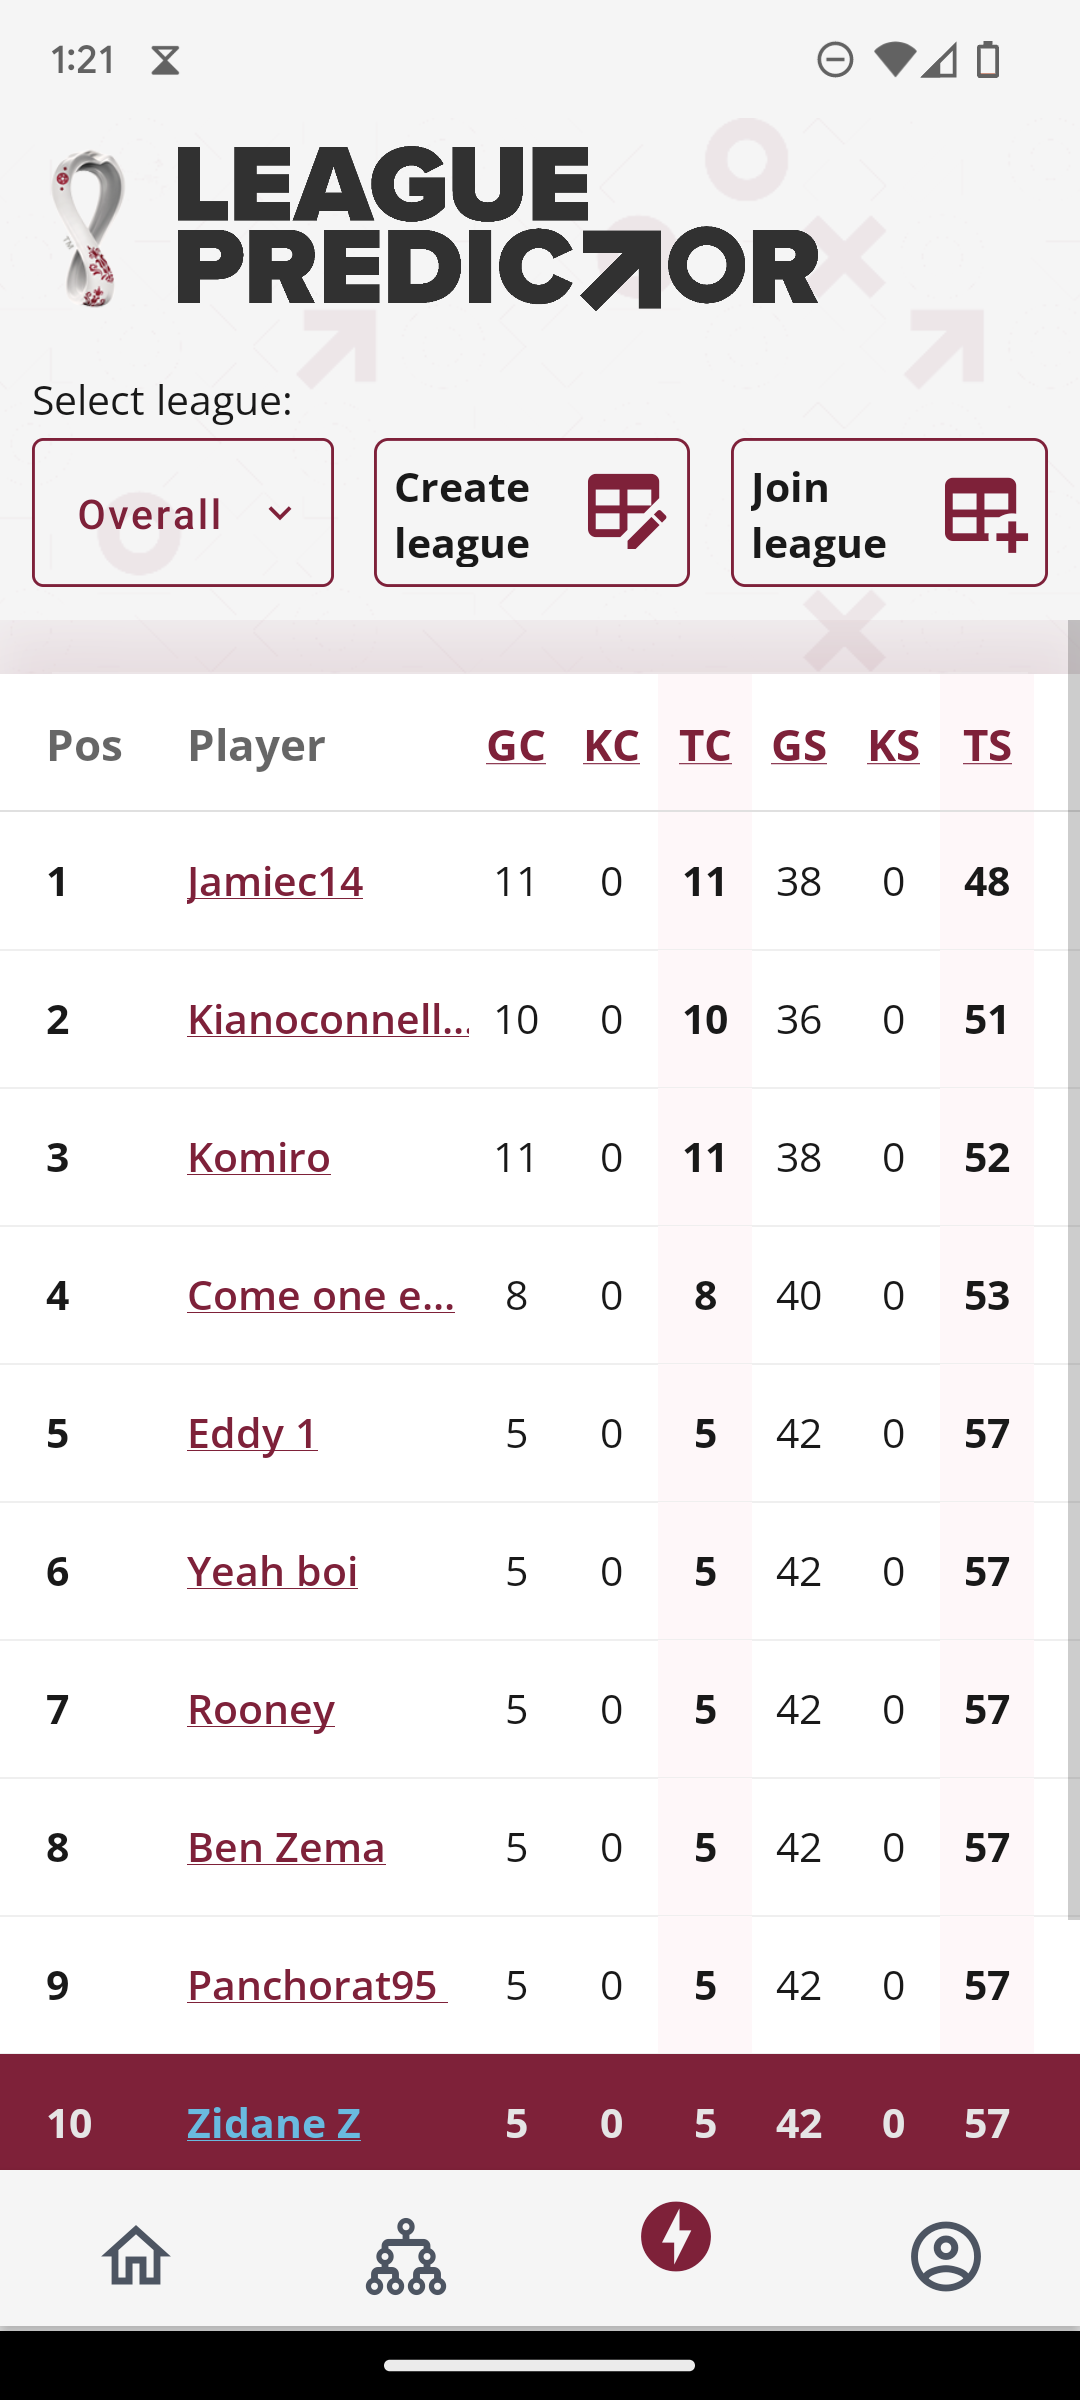 1:21
LEAGUE
PREDICTOR
TM
Select league:
Overall
Create
league
Join
league
Pos Player GC KC TC GS KS TS
1 Jamiec14 11 0 11 38 0 48
2 Kianoconnell... 10 0 10 36 0 51
3 Komiro 11 0 11 38 0 52
4 Come one e... 8 0 8 40 0 53
5 Eddy 1 5 0 5 42 0 57
6 Yeah boi 5 0 5 42 0 57
7 Rooney 5 0 5 42 0 57
8 Ben Zema 5 0 5 42 0 57
9 Panchorat95 5 0 5 42 0 57
10 Zidane Z 5 0 5 42 0 57